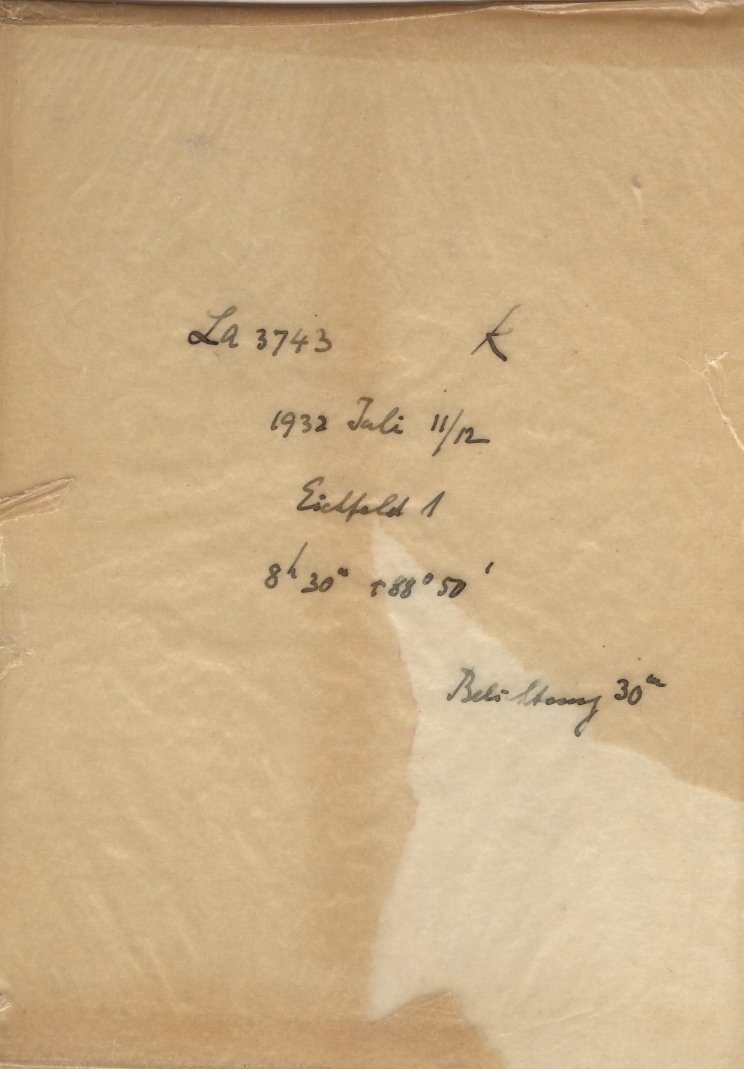 La 3743 K
1932 Juli 11/12
Eichfeld 1
8ʰ 30ᵐ +88° 50'
Belichtung 30ᵐ